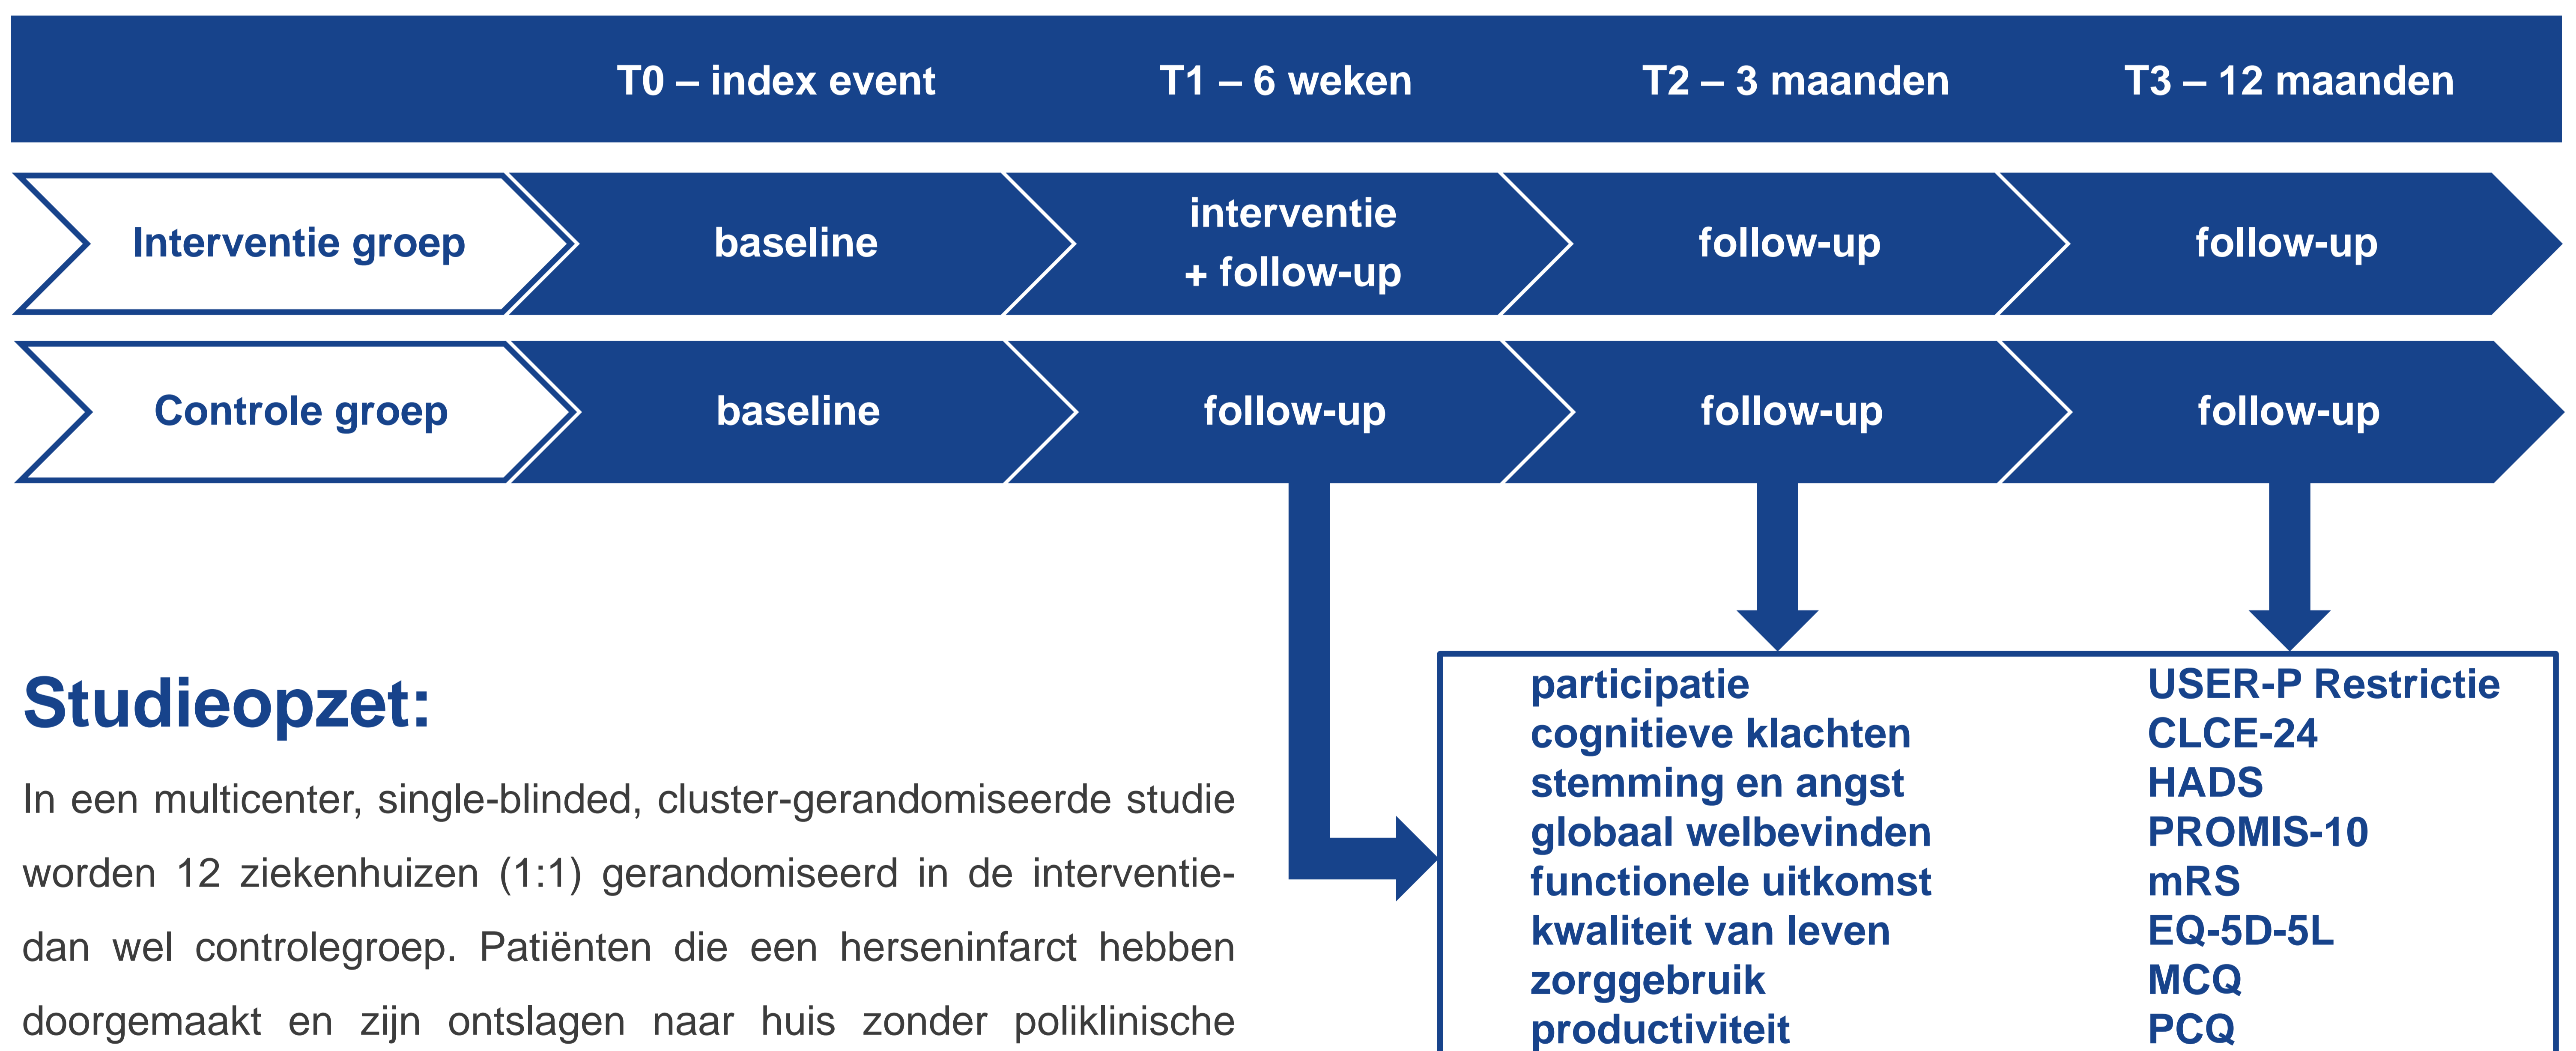 T0 – index event
T1 – 6 weken
T2 – 3 maanden
T3 – 12 maanden
Interventie groep
baseline
interventie
+ follow-up
follow-up
follow-up
Controle groep
baseline
follow-up
follow-up
follow-up
Studieopzet:
In een multicenter, single-blinded, cluster-gerandomiseerde studie
worden 12 ziekenhuizen (1:1) gerandomiseerd in de interventie-
dan wel controlegroep. Patiënten die een herseninfarct hebben
doorgemaakt en zijn ontslagen naar huis zonder poliklinische
participatie USER-P Restrictie
cognitieve klachten CLCE-24
stemming en angst HADS
globaal welbevinden PROMIS-10
functionele uitkomst mRS
kwaliteit van leven EQ-5D-5L
zorggebruik MCQ
productiviteit PCQ